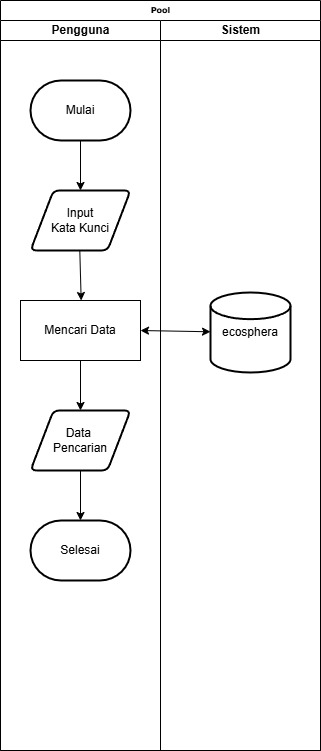 Pool
Pengguna
Sistem
Mulai
Input
Kata Kunci
Mencari Data
ecosphera
Data
Pencarian
Selesai